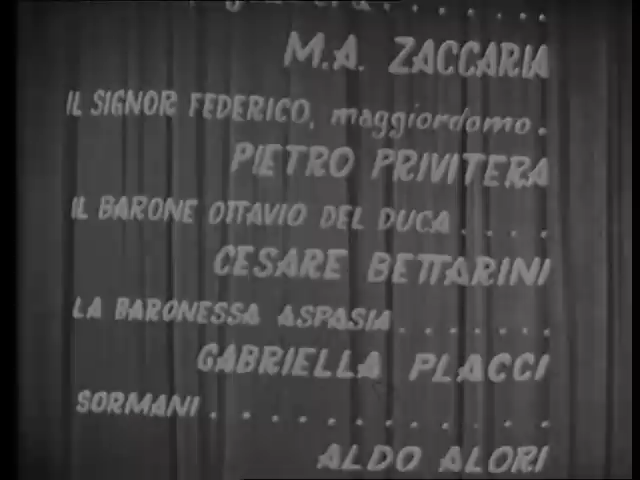 M.A. ZACCARIA
IL SIGNOR FEDERICO, maggiordomo.
PIETRO PRIVITERA
IL BARONE OTTAVIO DEL DUCA . . . .
CESARE BETTARINI
LA BARONESSA ASPASIA . . . . . . .
GABRIELLA PLACCI
SORMANI . . . . . . . . . . . .
ALDO ALORI